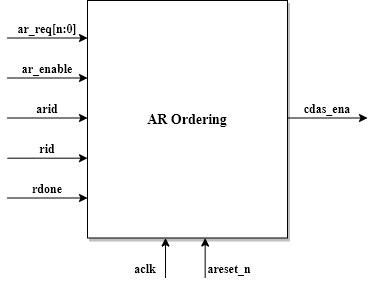 ar_req[n:0]
ar_enable
arid
rid
rdone
AR Ordering
cdas_ena
aclk
areset_n